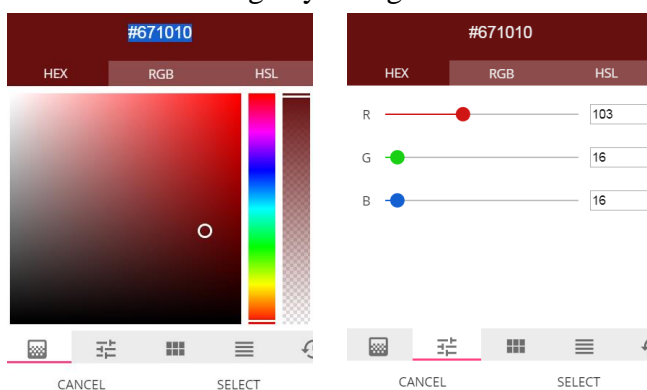 #671010
HEX RGB HSL
CANCEL SELECT
#671010
HEX RGB HSL
R 103
G 16
B 16
CANCEL SELECT